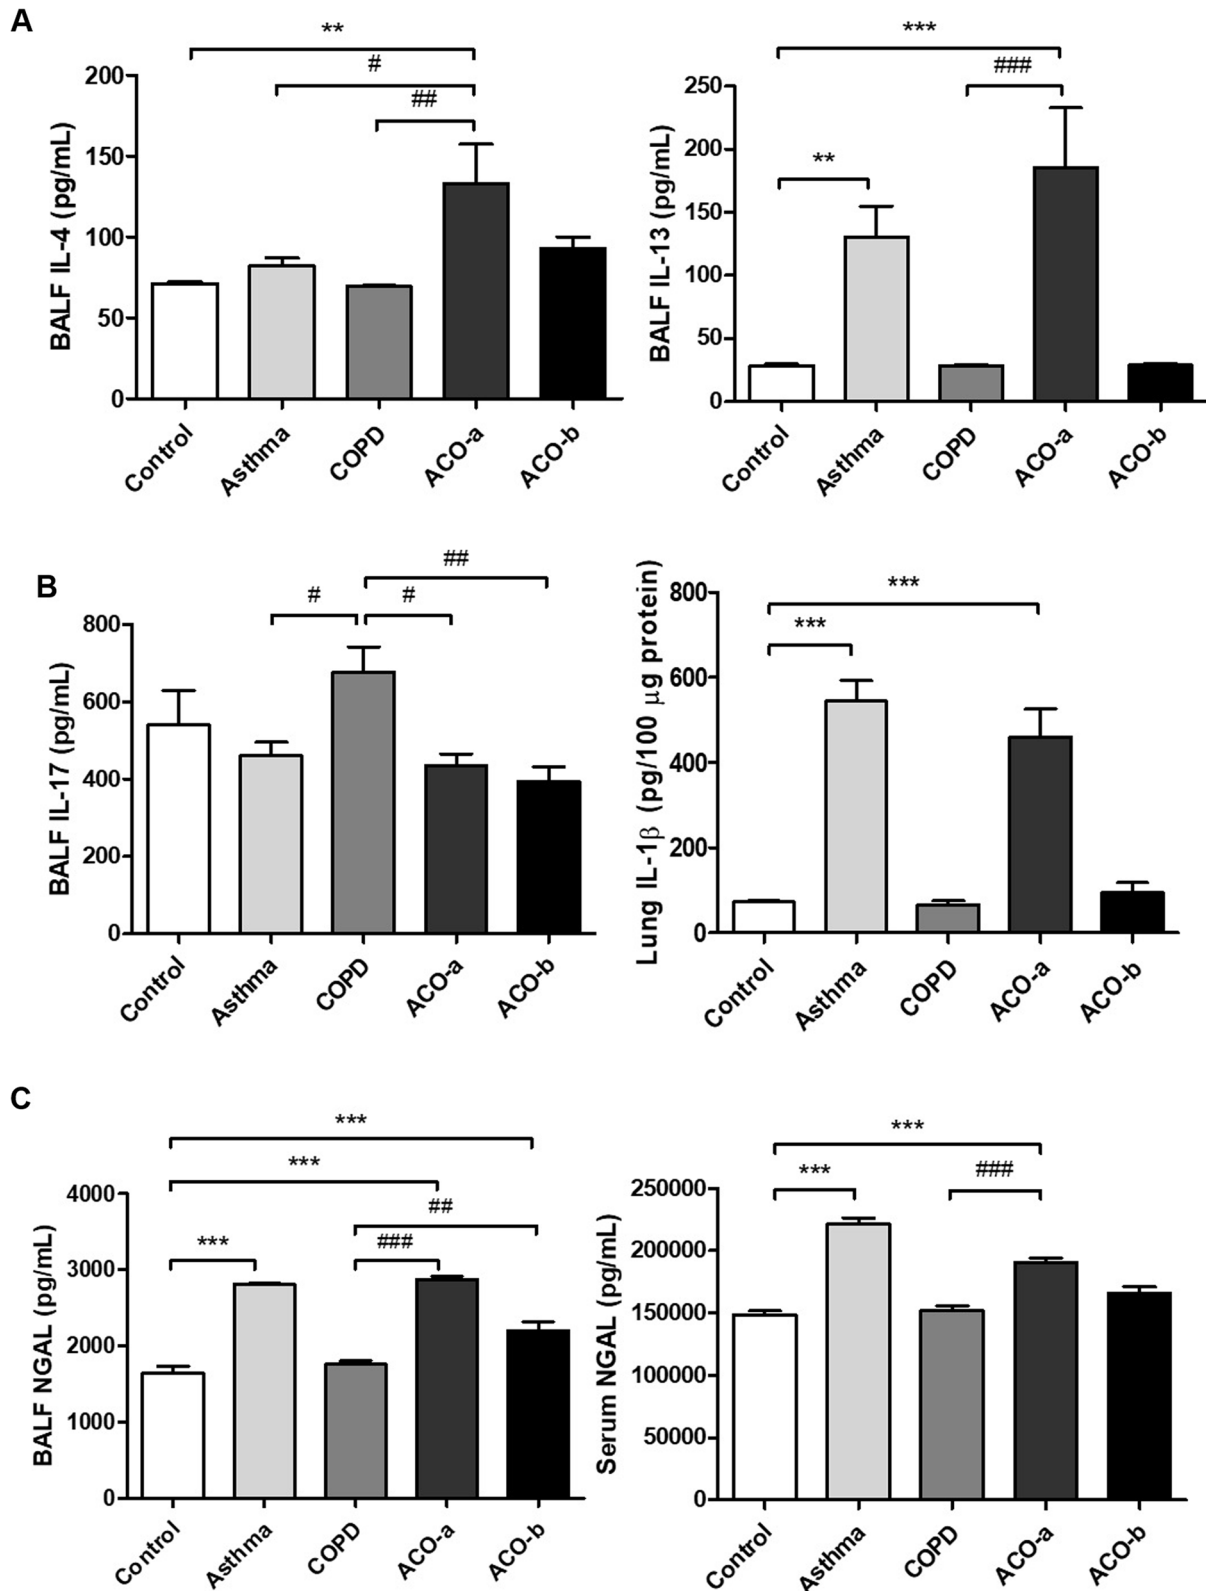 A
**
#
##
200
150
100
50
0
BALF IL-4 (pg/mL)
Control
Asthma
COPD
ACO-a
ACO-b
***
###
**
250
200
150
100
50
0
BALF IL-13 (pg/mL)
Control
Asthma
COPD
ACO-a
ACO-b
B
##
#
#
800
600
400
200
0
BALF IL-17 (pg/mL)
Control
Asthma
COPD
ACO-a
ACO-b
***
***
800
600
400
200
0
Lung IL-1β (pg/100 µg protein)
Control
Asthma
COPD
ACO-a
ACO-b
C
***
***
##
***
###
4000
3000
2000
1000
0
BALF NGAL (pg/mL)
Control
Asthma
COPD
ACO-a
ACO-b
***
***
###
250000
200000
150000
100000
50000
0
Serum NGAL (pg/mL)
Control
Asthma
COPD
ACO-a
ACO-b